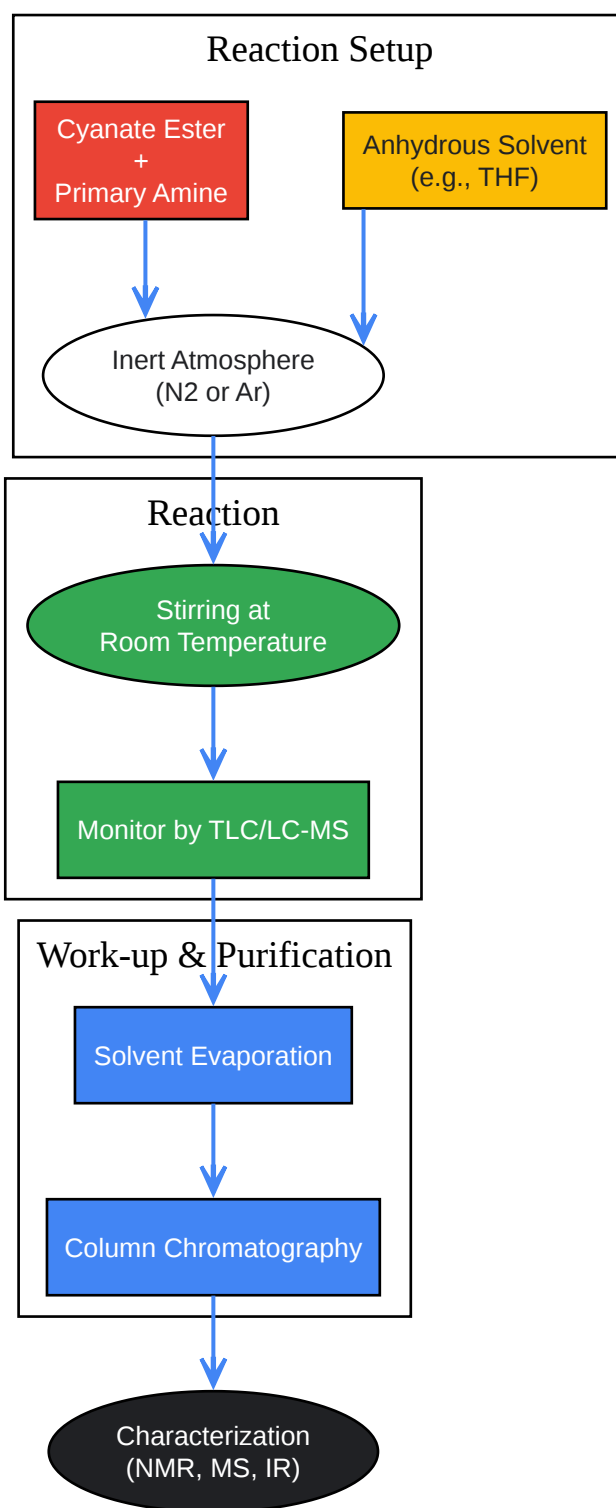 Reaction Setup
Cyanate Ester
+
Primary Amine
Anhydrous Solvent
(e.g., THF)
Inert Atmosphere
(N2 or Ar)
Reaction
Stirring at
Room Temperature
Monitor by TLC/LC-MS
Work-up & Purification
Solvent Evaporation
Column Chromatography
Characterization
(NMR, MS, IR)